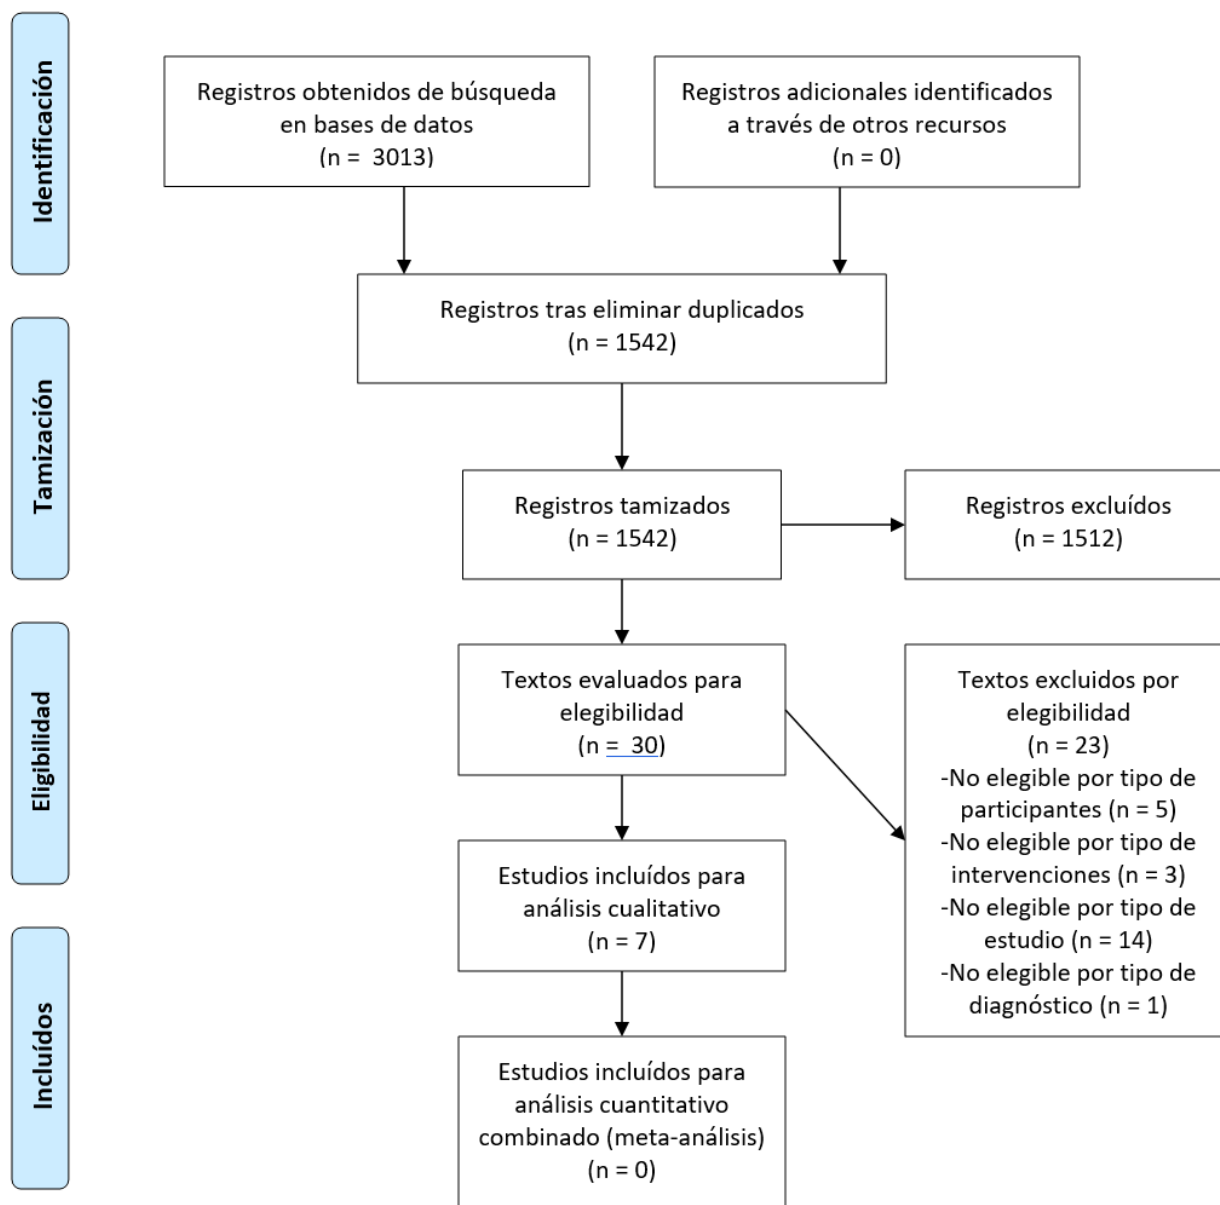 Identificación
Registros obtenidos de búsqueda
en bases de datos
(n =  3013)
Registros adicionales identificados
a través de otros recursos
(n = 0)
Registros tras eliminar duplicados
(n = 1542)
Tamización
Registros tamizados
(n = 1542)
Registros excluídos
(n = 1512)
Eligibilidad
Textos evaluados para
elegibilidad
(n =  30)
Textos excluidos por
elegibilidad
(n = 23)
-No elegible por tipo de
participantes (n = 5)
-No elegible por tipo de
intervenciones (n = 3)
-No elegible por tipo de
estudio (n = 14)
-No elegible por tipo de
diagnóstico (n = 1)
Estudios incluídos para
análisis cualitativo
(n = 7)
Incluídos
Estudios incluídos para
análisis cuantitativo
combinado (meta-análisis)
(n = 0)